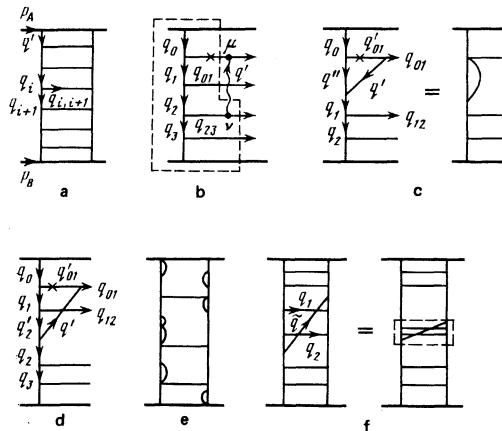 p_A
q'
q_i
q_{i,i+1}
q_{i+1}
p_B
a
q_0
μ
q_1
q_{01}
q'
q_2
ν
q_3
q_{23}
b
q_0
q'_{01}
q_{01}
q''
q'
q_1
q_{12}
q_2
=
c
q_0
q'_{01}
q_{01}
q_1
q_{12}
q'_2
q'
q_2
q_3
d
e
q_1
q̃
q_2
=
f